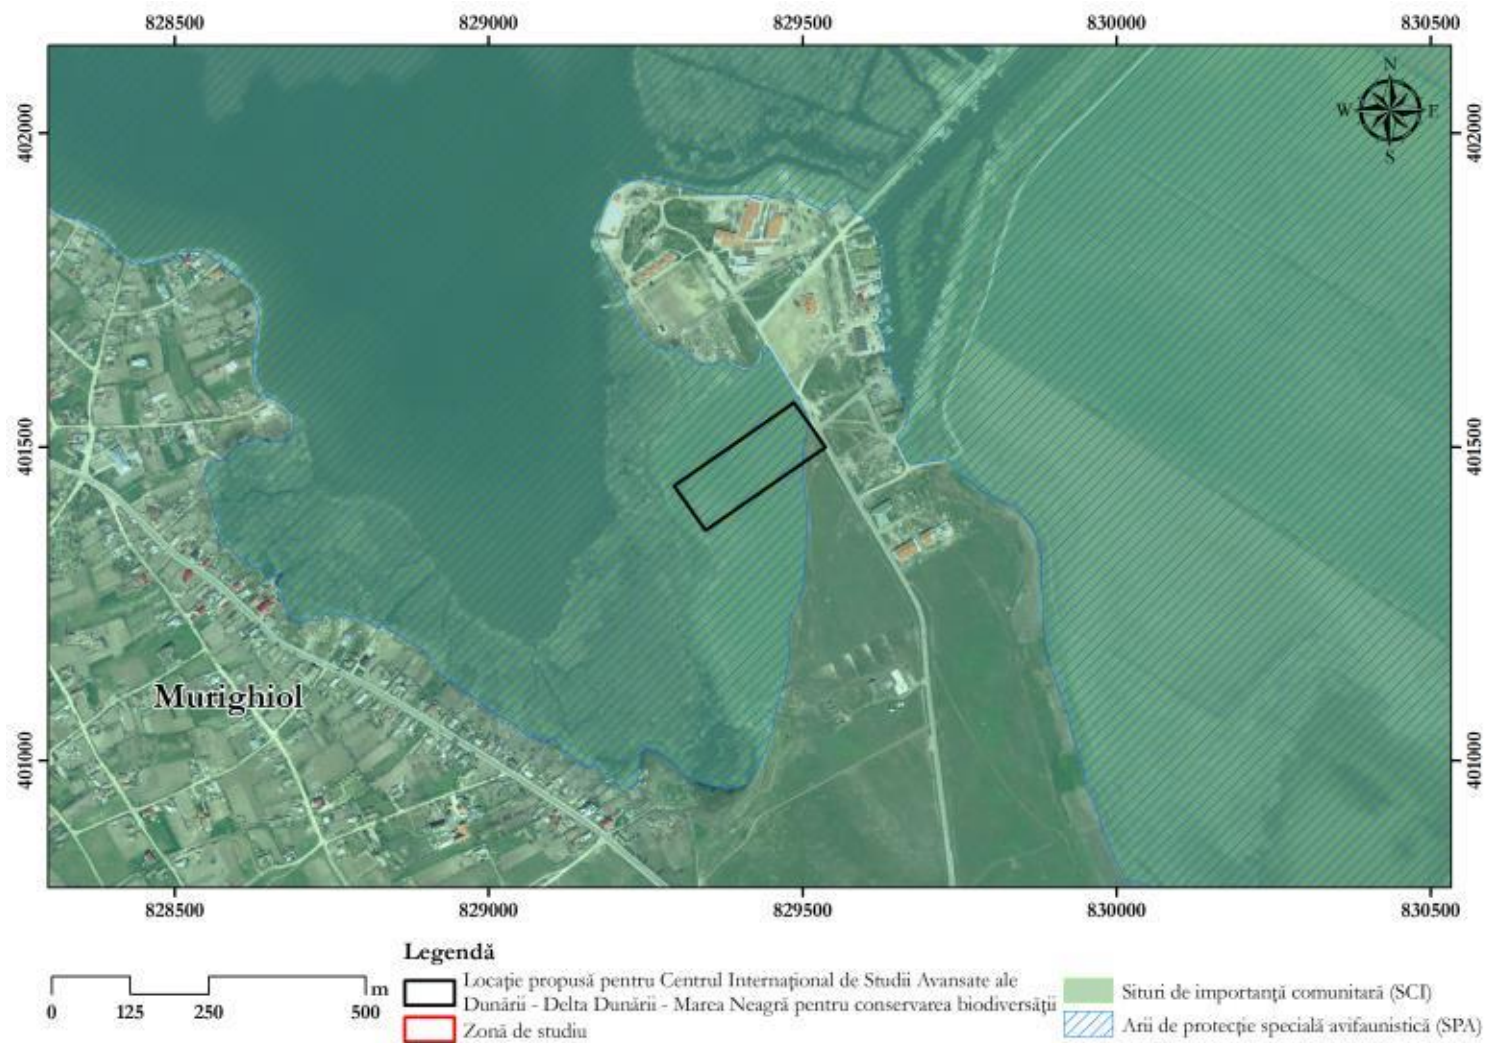 828500 829000 829500 830000 830500
N
W E
S
402000 402000
401500 401500
Murighiol
401000 401000
828500 829000 829500 830000 830500
Legendă
Locație propusă pentru Centrul Internațional de Studii Avansate ale
Dunării - Delta Dunării - Marea Neagră pentru conservarea biodiversății
Zonă de studiu
Situri de importanță comunitară (SCI)
Arii de protecție specială avifaunistică (SPA)
m
0 125 250 500